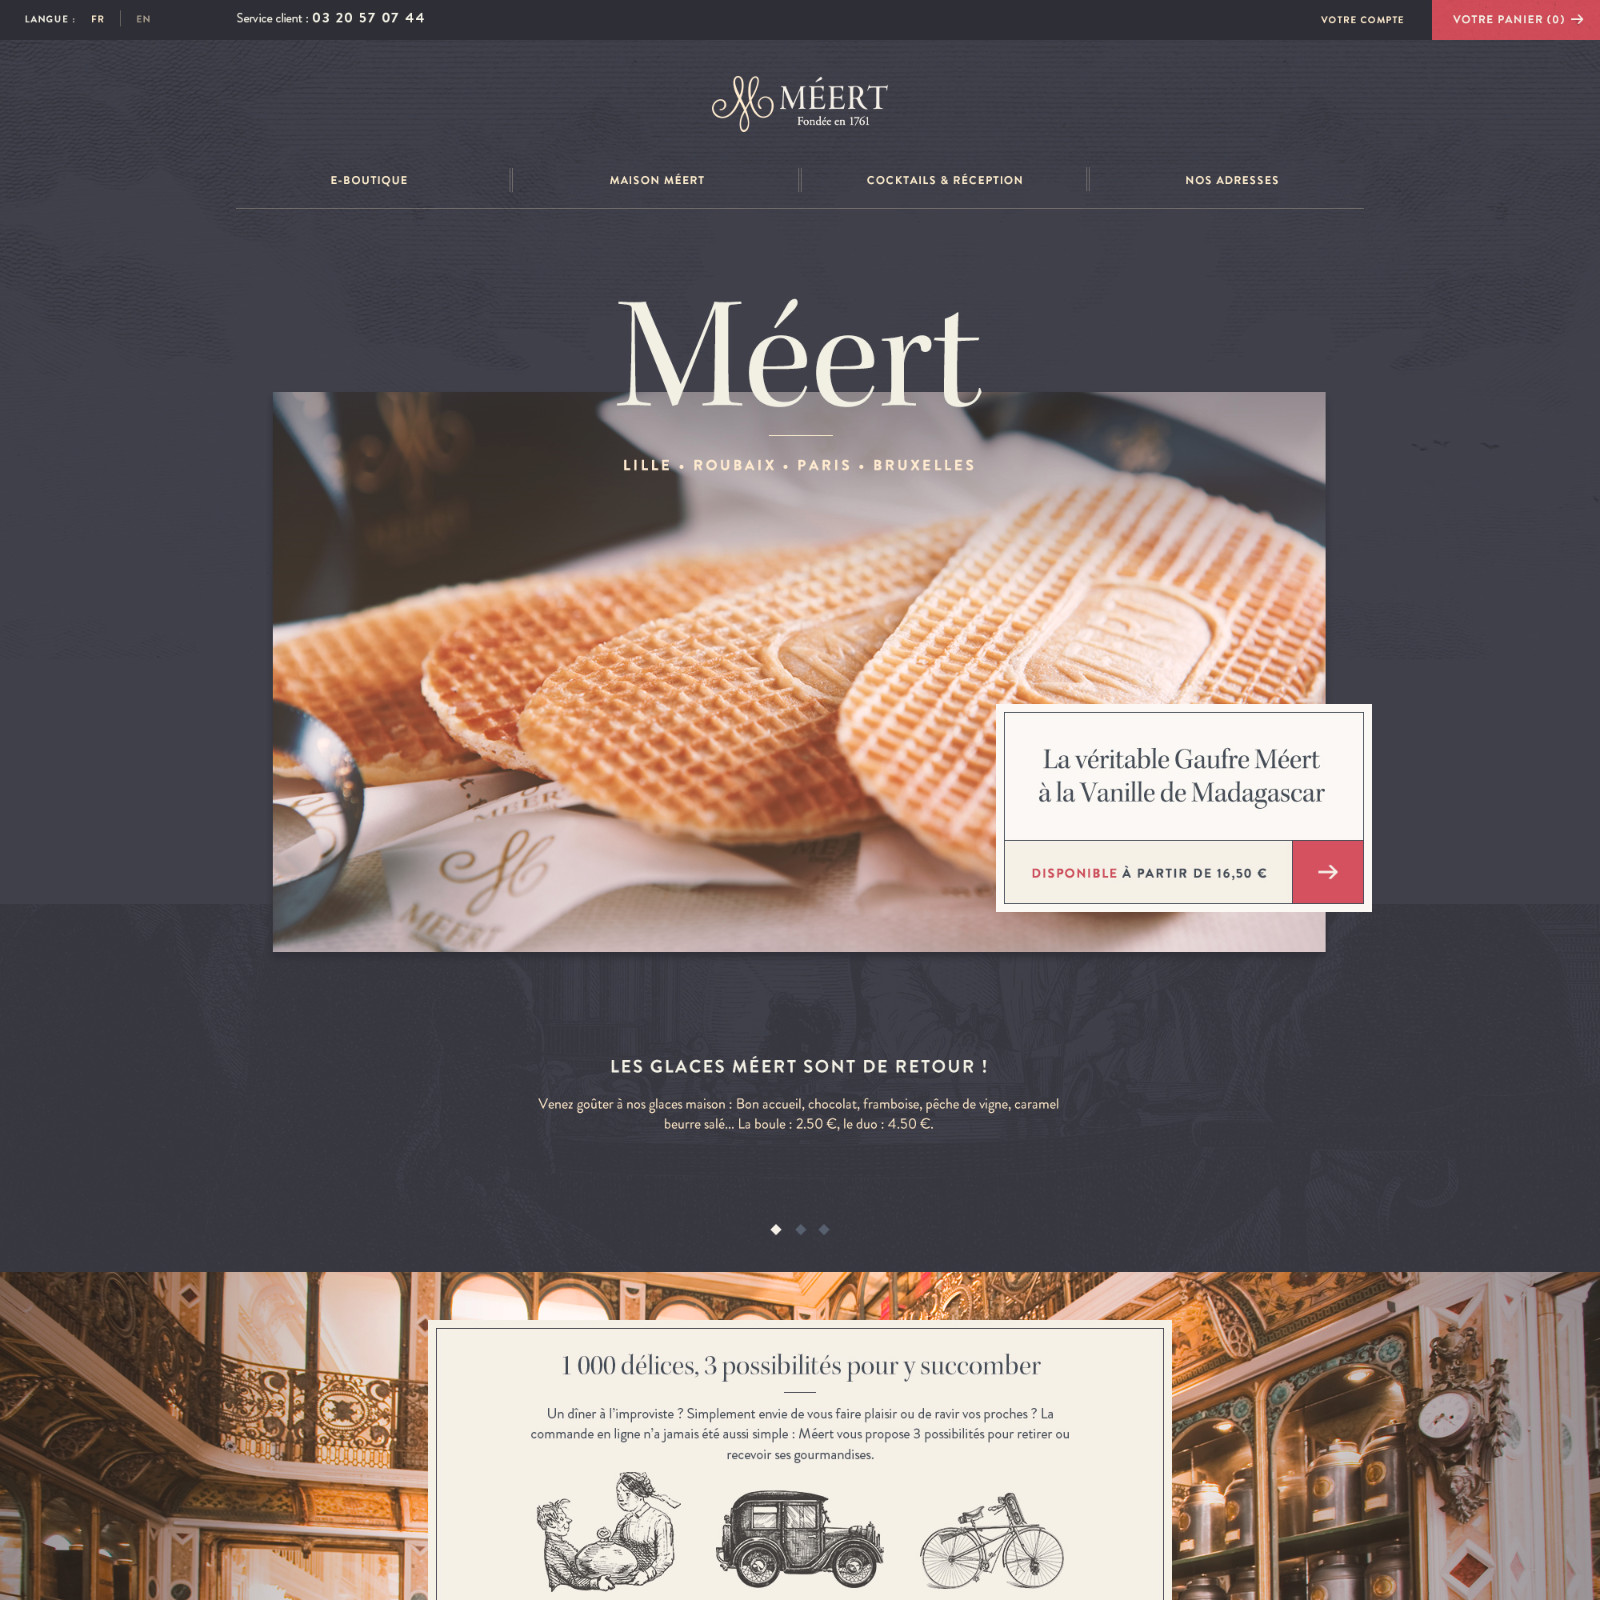 LANGUE : FR EN
Service client : 03 20 57 07 44
VOTRE COMPTE
VOTRE PANIER (0)
MÉERT
Fondée en 1761
E-BOUTIQUE
MAISON MÉERT
COCKTAILS & RÉCEPTION
NOS ADRESSES
Méert
LILLE • ROUBAIX • PARIS • BRUXELLES
La véritable Gaufre Méert
à la Vanille de Madagascar
DISPONIBLE À PARTIR DE 16,50 €
MEERT
MEERT
LES GLACES MÉERT SONT DE RETOUR !
Venez goûter à nos glaces maison : Bon accueil, chocolat, framboise, pêche de vigne, caramel
beurre salé... La boule : 2.50 €, le duo : 4.50 €.
1 000 délices, 3 possibilités pour y succomber
Un dîner à l'improviste ? Simplement envie de vous faire plaisir ou de ravir vos proches ? La
commande en ligne n'a jamais été aussi simple : Méert vous propose 3 possibilités pour retirer ou
recevoir ses gourmandises.